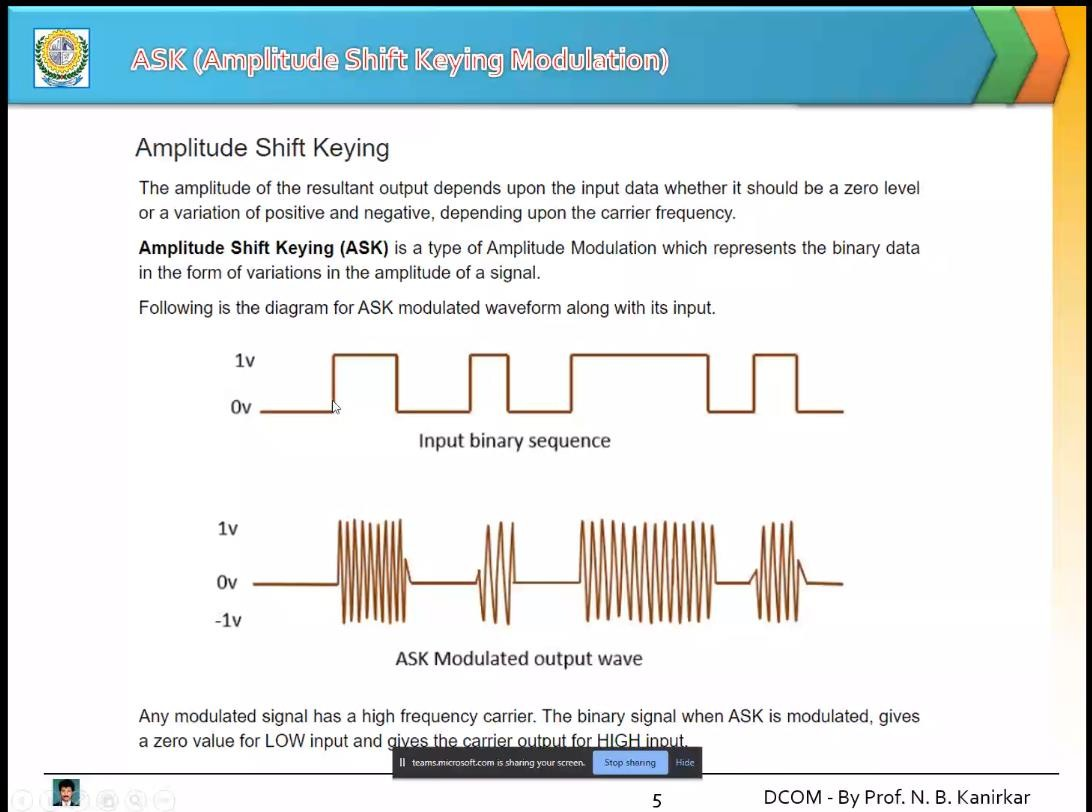 ASK (Amplitude Shift Keying Modulation)
Amplitude Shift Keying
The amplitude of the resultant output depends upon the input data whether it should be a zero level
or a variation of positive and negative, depending upon the carrier frequency.
Amplitude Shift Keying (ASK) is a type of Amplitude Modulation which represents the binary data
in the form of variations in the amplitude of a signal.
Following is the diagram for ASK modulated waveform along with its input.
1v
0v
Input binary sequence
1v
0v
-1v
ASK Modulated output wave
Any modulated signal has a high frequency carrier. The binary signal when ASK is modulated, gives
a zero value for LOW input and gives the carrier output for HIGH input.
teams.microsoft.com is sharing your screen. Stop sharing Hide
5 DCOM - By Prof. N. B. Kanirkar